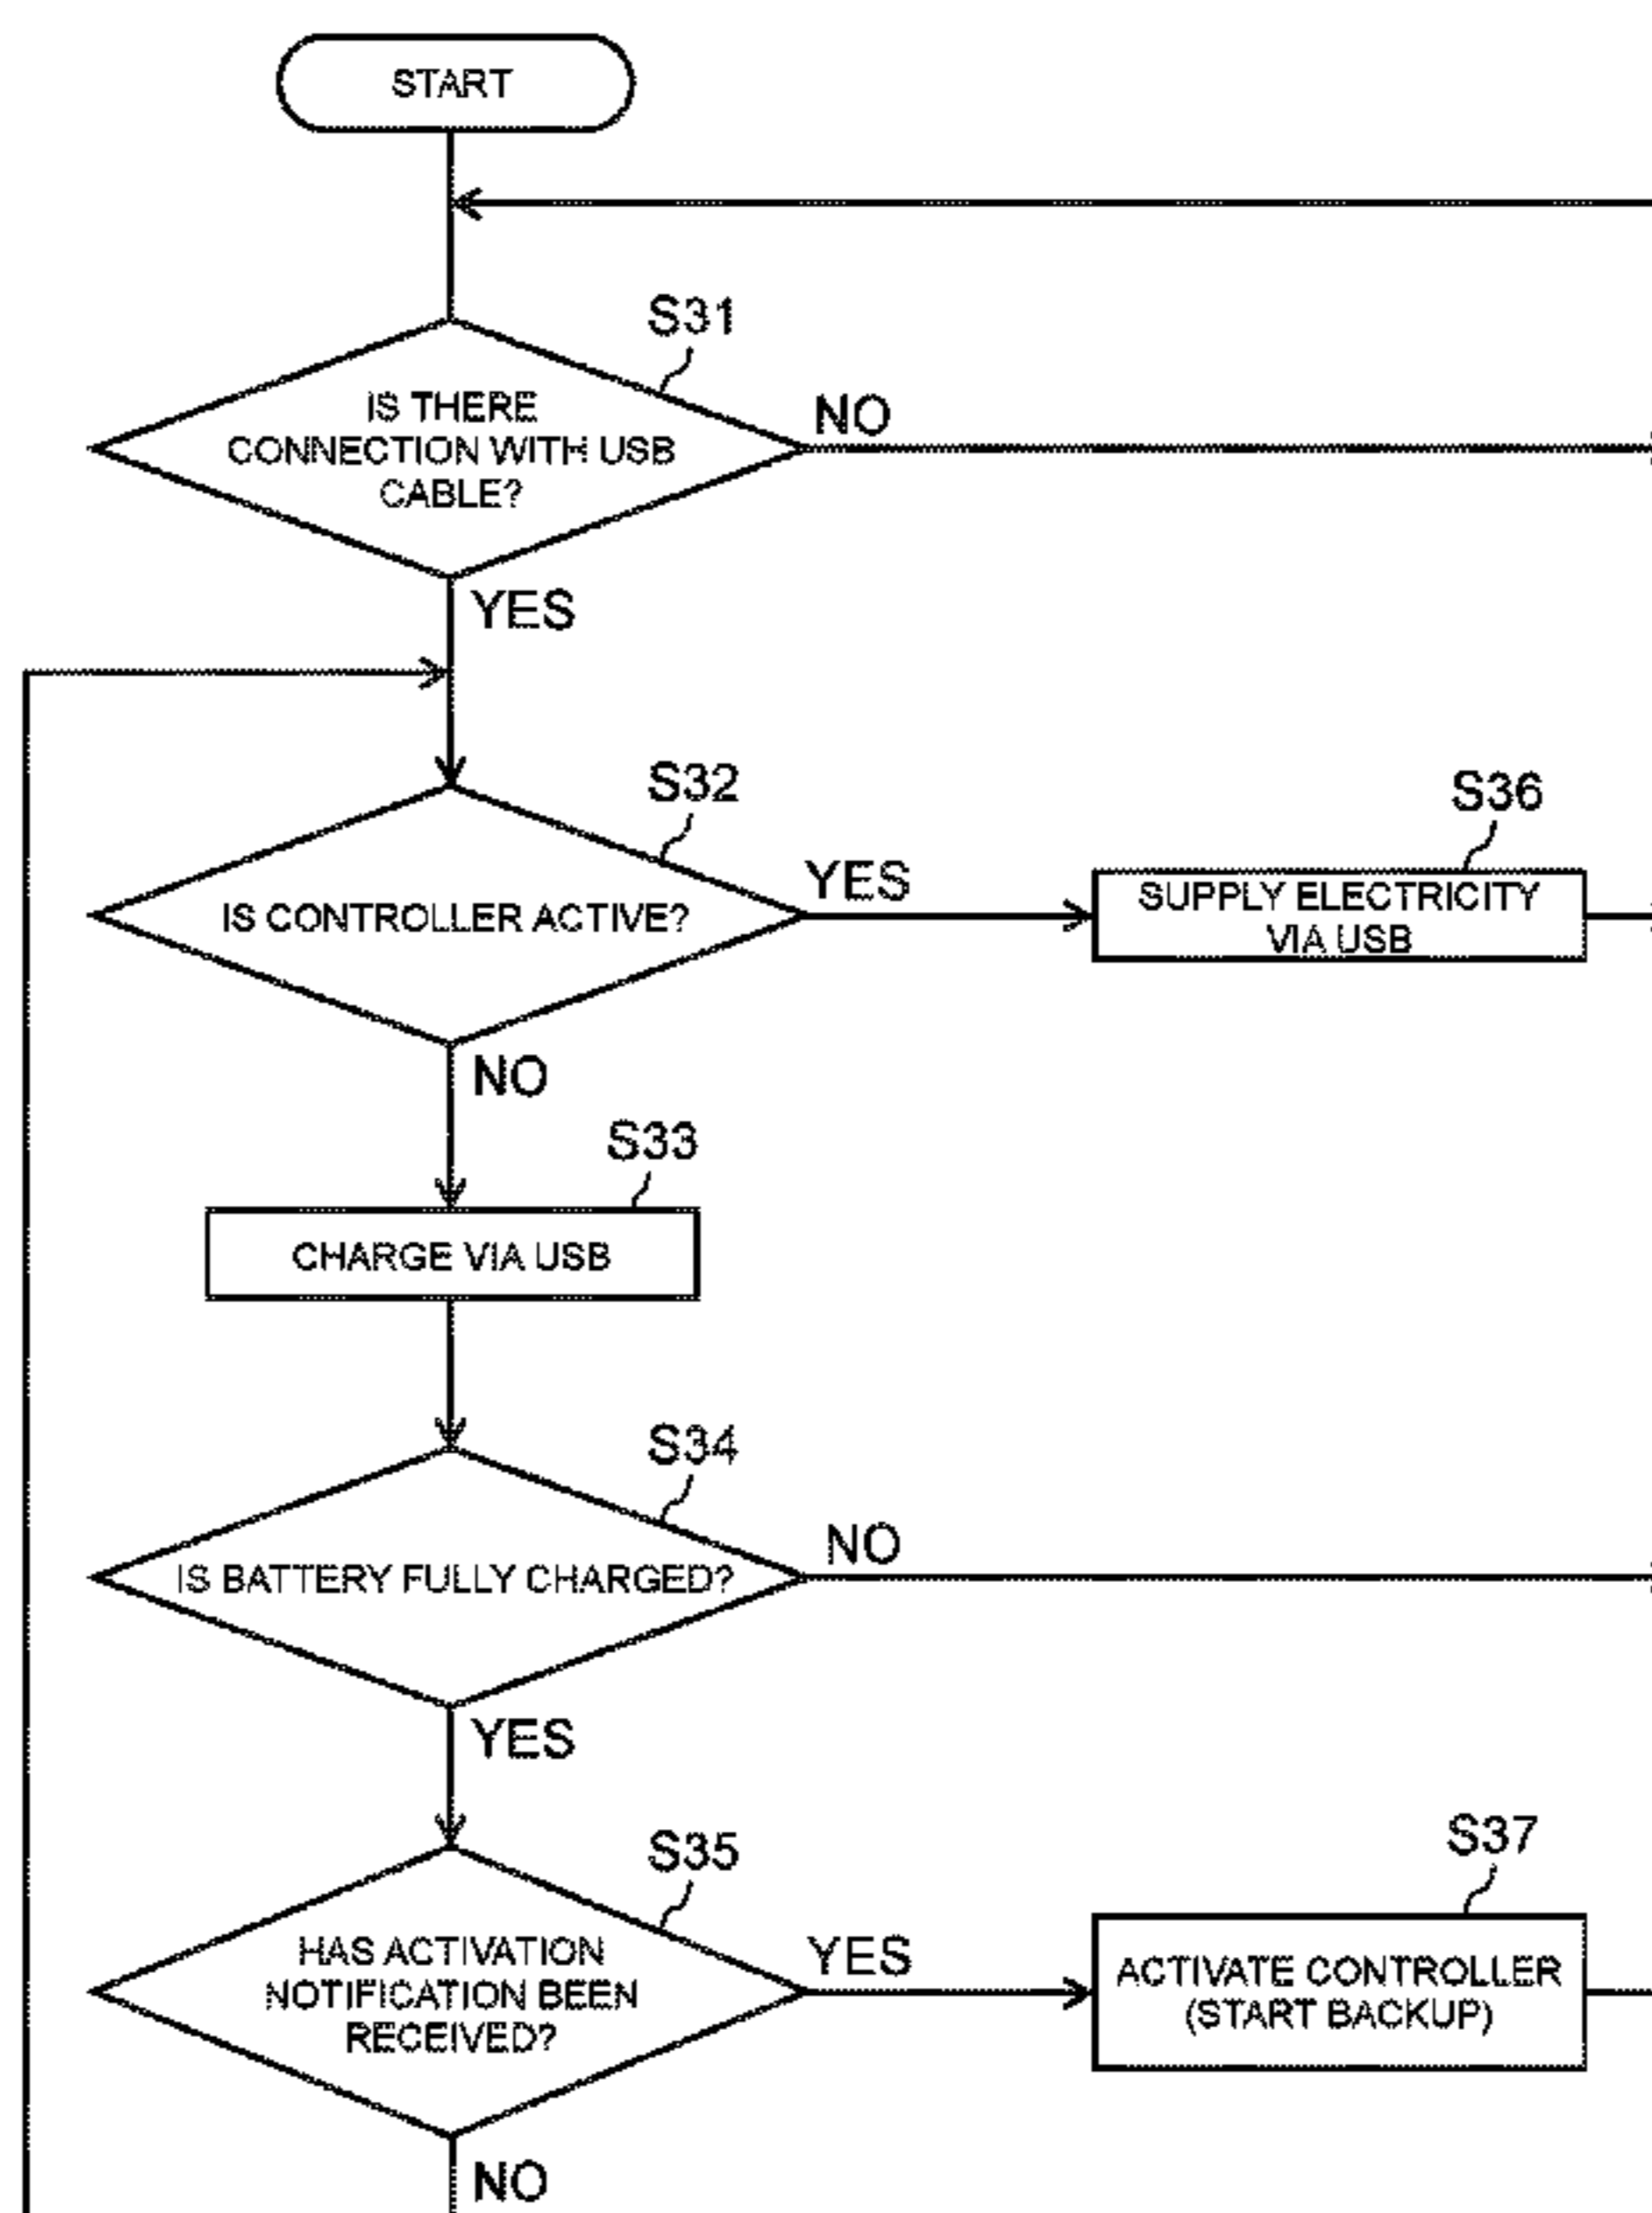 START
S31
IS THERE
CONNECTION WITH USB
CABLE?
NO
YES
S32
IS CONTROLLER ACTIVE?
YES
S36
SUPPLY ELECTRICITY
VIA USB
NO
S33
CHARGE VIA USB
S34
IS BATTERY FULLY CHARGED?
NO
YES
S35
HAS ACTIVATION
NOTIFICATION BEEN
RECEIVED?
YES
S37
ACTIVATE CONTROLLER
(START BACKUP)
NO